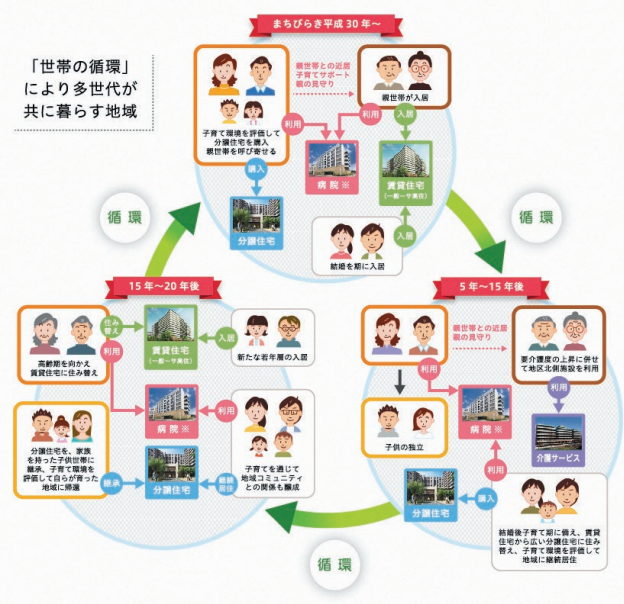 まちびらき平成30年～
「世帯の循環」
により多世代が
共に暮らす地域
親世帯との近居
子育てサポート
親の見守り
親世帯が入居
子育て環境を評価して
分譲住宅を購入
親世帯を呼び寄せる
利用
利用
入居
購入
病院※
賃貸住宅
(一般～サ高住)
分譲住宅
入居
結婚を期に入居
循環
循環
15年～20年後
住み
替え
利用
高齢期を向かえ
賃貸住宅に住み替え
賃貸住宅
(一般～サ高住)
入居
新たな若年層の入居
病院※
利用
分譲住宅を、家族
を持った子供世帯に
継承、子育て環境を
評価して自らが育った
地域に帰還
継承
分譲住宅
継続
居住
子育てを通じて
地域コミュニティ
との関係も醸成
5年～15年後
親世帯との近居
親の見守り
要介護度の上昇に併せ
て地区北側施設を利用
利用
利用
子供の独立
病院※
介護サービス
利用
購入
分譲住宅
結婚後子育て期に備え、賃貸
住宅から広い分譲住宅に住み
替え、子育て環境を評価して
地域に継続居住
循環